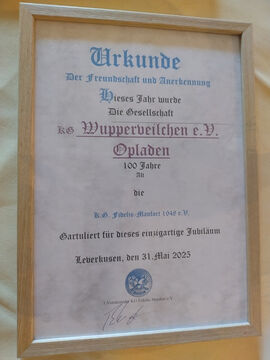 Urkunde
Der Freundschaft und Anerkennung
Dieses Jahr wurde
Die Gesellschaft
KG Wupperveilchen e.V.
Opladen
100 Jahre
Alt
die
K.G. Fidelio-Manfort 1948 e.V.
Gartuliert für dieses einzigartige Jubiläum
Leverkusen, den 31.Mai 2025